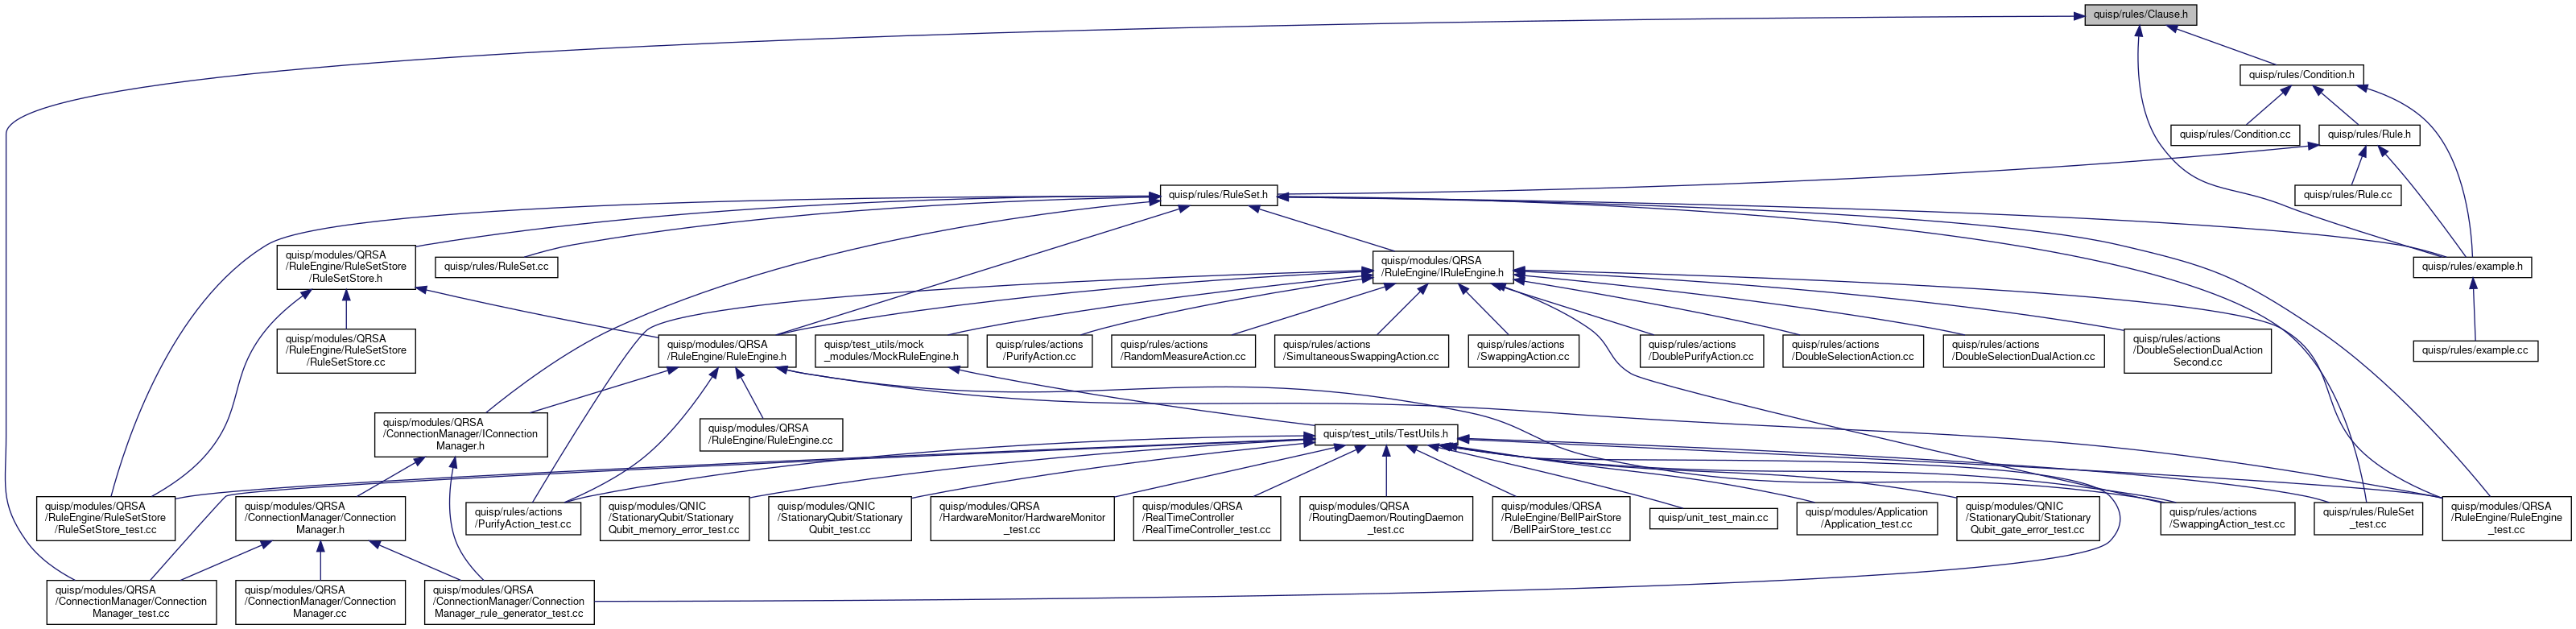 quisp/rules/Clause.h
quisp/rules/Condition.h
quisp/rules/Condition.cc
quisp/rules/Rule.h
quisp/rules/RuleSet.h
quisp/rules/Rule.cc
quisp/modules/QRSA
/RuleEngine/RuleSetStore
/RuleSetStore.h
quisp/rules/RuleSet.cc
quisp/modules/QRSA
/RuleEngine/IRuleEngine.h
quisp/rules/example.h
quisp/modules/QRSA
/RuleEngine/RuleSetStore
/RuleSetStore.cc
quisp/modules/QRSA
/RuleEngine/RuleEngine.h
quisp/test_utils/mock
_modules/MockRuleEngine.h
quisp/rules/actions
/PurifyAction.cc
quisp/rules/actions
/RandomMeasureAction.cc
quisp/rules/actions
/SimultaneousSwappingAction.cc
quisp/rules/actions
/SwappingAction.cc
quisp/rules/actions
/DoublePurifyAction.cc
quisp/rules/actions
/DoubleSelectionAction.cc
quisp/rules/actions
/DoubleSelectionDualAction.cc
quisp/rules/actions
/DoubleSelectionDualAction
Second.cc
quisp/rules/example.cc
quisp/modules/QRSA
/ConnectionManager/IConnection
Manager.h
quisp/modules/QRSA
/RuleEngine/RuleEngine.cc
quisp/test_utils/TestUtils.h
quisp/modules/QRSA
/RuleEngine/RuleSetStore
/RuleSetStore_test.cc
quisp/modules/QRSA
/ConnectionManager/Connection
Manager.h
quisp/rules/actions
/PurifyAction_test.cc
quisp/modules/QNIC
/StationaryQubit/Stationary
Qubit_memory_error_test.cc
quisp/modules/QNIC
/StationaryQubit/Stationary
Qubit_test.cc
quisp/modules/QRSA
/HardwareMonitor/HardwareMonitor
_test.cc
quisp/modules/QRSA
/RealTimeController
/RealTimeController_test.cc
quisp/modules/QRSA
/RoutingDaemon/RoutingDaemon
_test.cc
quisp/modules/QRSA
/RuleEngine/BellPairStore
/BellPairStore_test.cc
quisp/unit_test_main.cc
quisp/modules/Application
/Application_test.cc
quisp/modules/QNIC
/StationaryQubit/Stationary
Qubit_gate_error_test.cc
quisp/rules/actions
/SwappingAction_test.cc
quisp/rules/RuleSet
_test.cc
quisp/modules/QRSA
/RuleEngine/RuleEngine
_test.cc
quisp/modules/QRSA
/ConnectionManager/Connection
Manager_test.cc
quisp/modules/QRSA
/ConnectionManager/Connection
Manager.cc
quisp/modules/QRSA
/ConnectionManager/Connection
Manager_rule_generator_test.cc